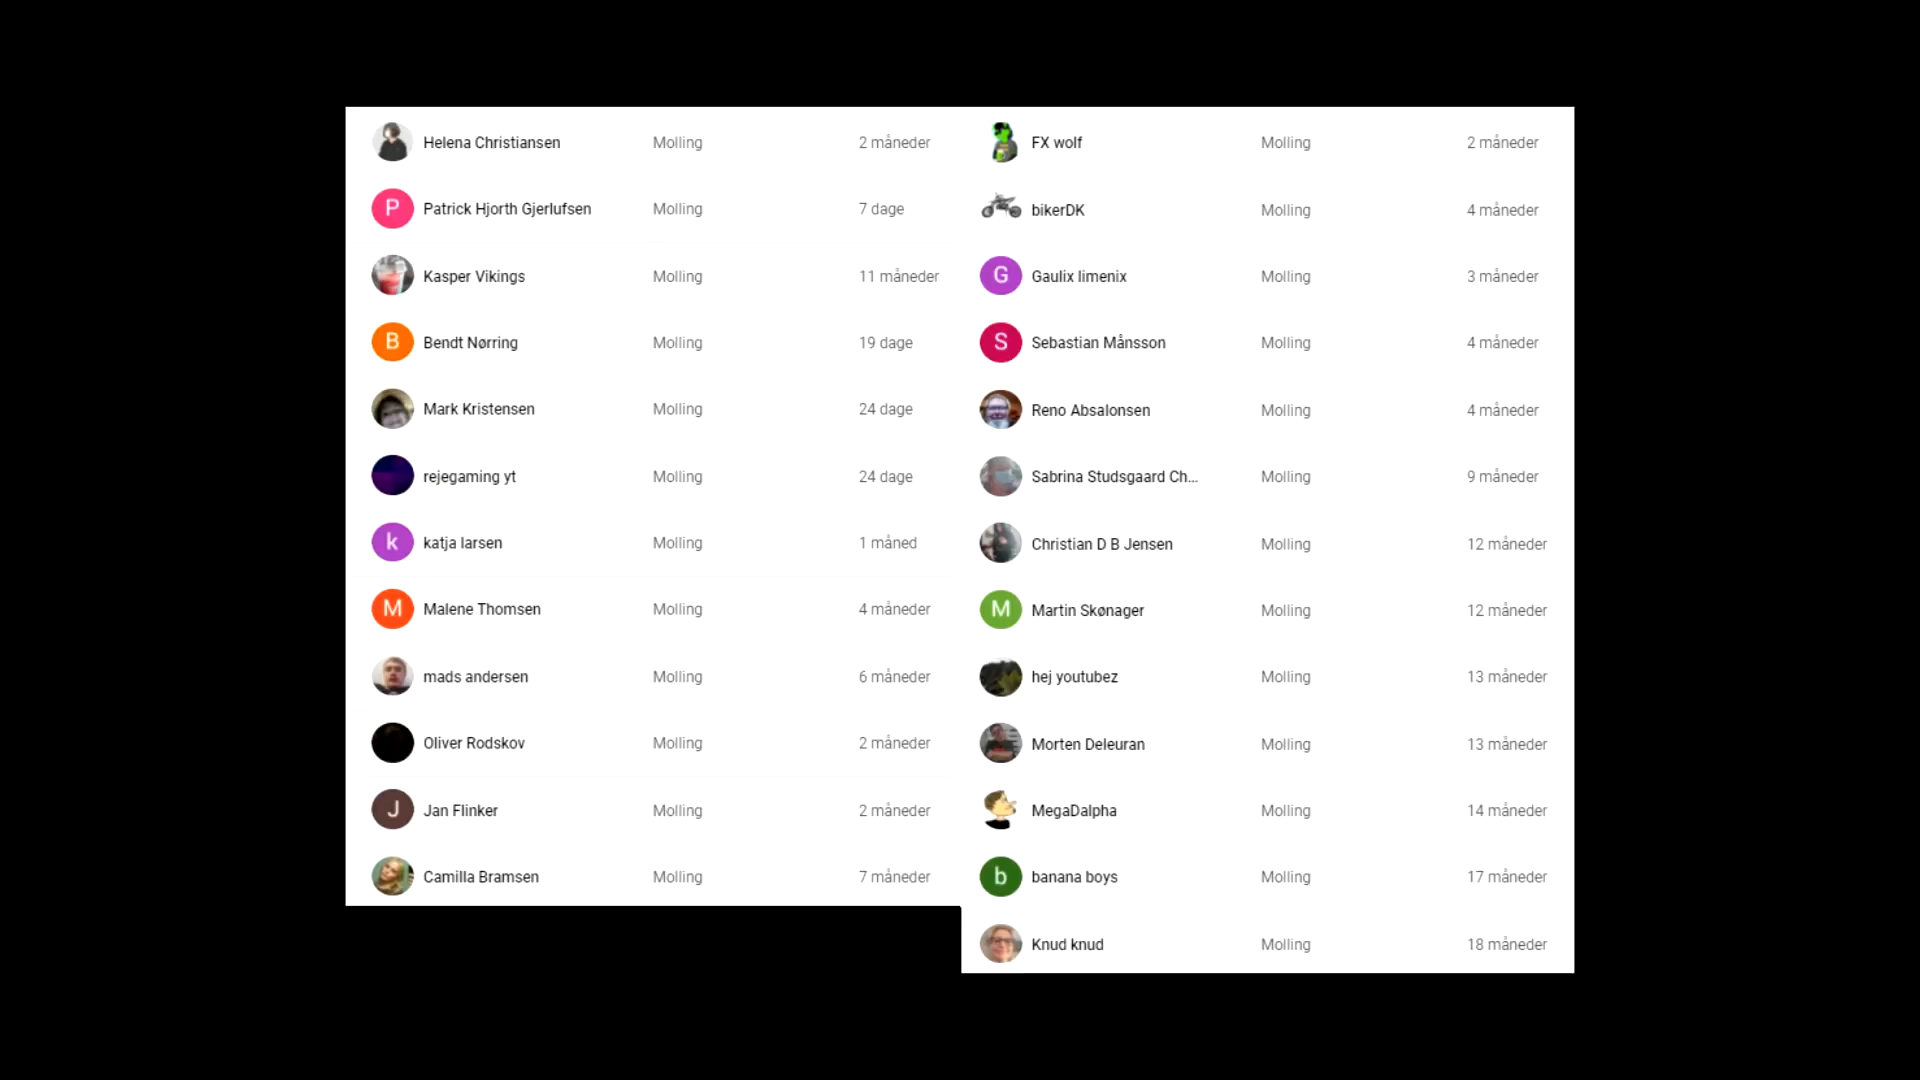 Helena Christiansen Molling 2 måneder
P Patrick Hjorth Gjerlufsen Molling 7 dage
Kasper Vikings Molling 11 måneder
B Bendt Nørring Molling 19 dage
Mark Kristensen Molling 24 dage
rejegaming yt Molling 24 dage
k katja larsen Molling 1 måned
M Malene Thomsen Molling 4 måneder
mads andersen Molling 6 måneder
Oliver Rodskov Molling 2 måneder
J Jan Flinker Molling 2 måneder
Camilla Bramsen Molling 7 måneder
FX wolf Molling 2 måneder
bikerDK Molling 4 måneder
G Gaulix limenix Molling 3 måneder
S Sebastian Månsson Molling 4 måneder
Reno Absalonsen Molling 4 måneder
Sabrina Studsgaard Ch... Molling 9 måneder
Christian D B Jensen Molling 12 måneder
M Martin Skønager Molling 12 måneder
hej youtubez Molling 13 måneder
Morten Deleuran Molling 13 måneder
MegaDalpha Molling 14 måneder
b banana boys Molling 17 måneder
Knud knud Molling 18 måneder